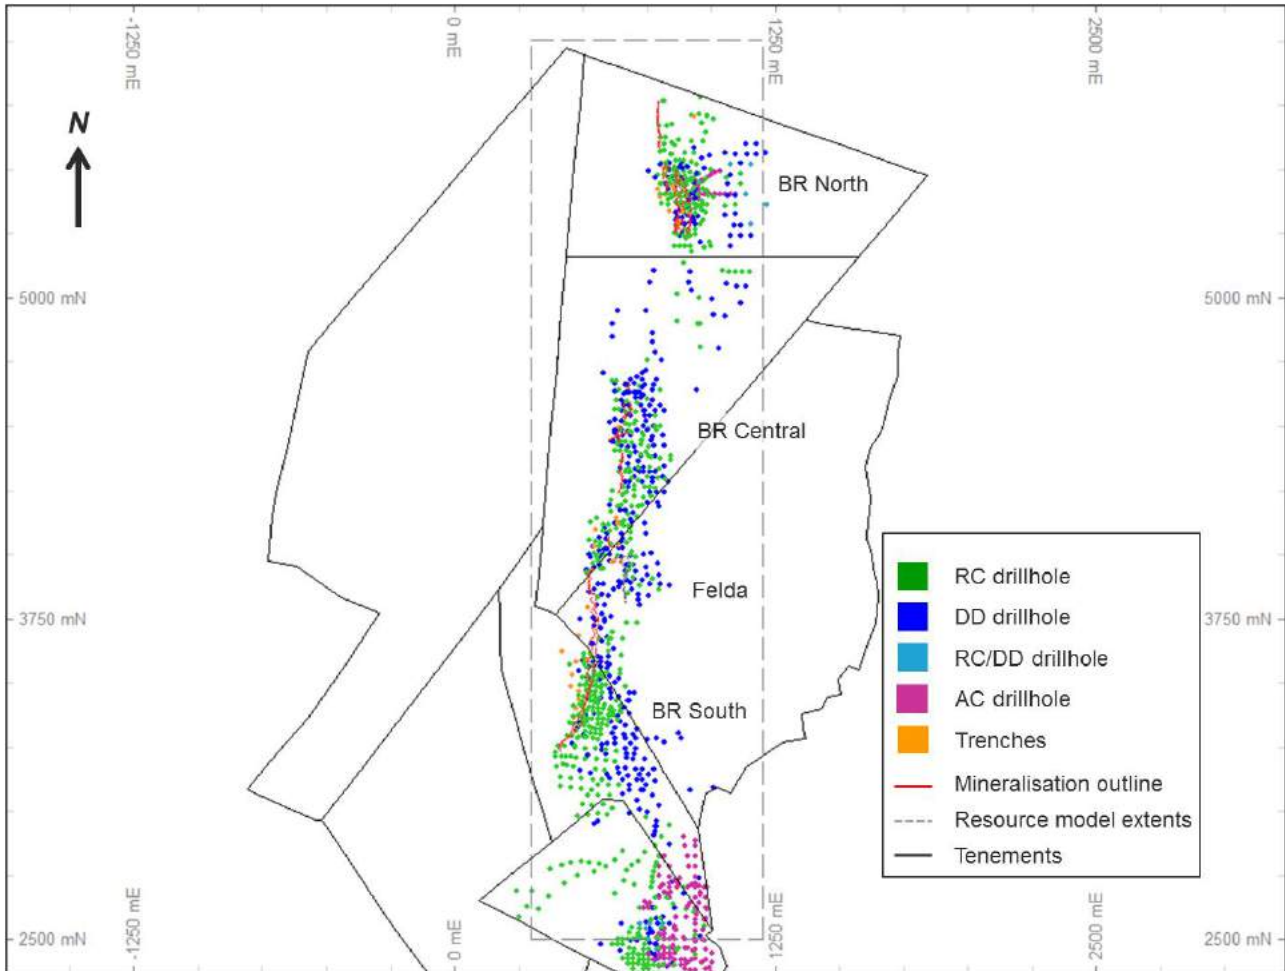 -1250 mE
0 mE
1250 mE
2500 mE
N
BR North
5000 mN
5000 mN
BR Central
RC drillhole
Felda
3750 mN
3750 mN
DD drillhole
RC/DD drillhole
AC drillhole
BR South
Trenches
Mineralisation outline
Resource model extents
Tenements
-1250 mE
0 mE
1250 mE
2500 mE
2500 mN
2500 mN